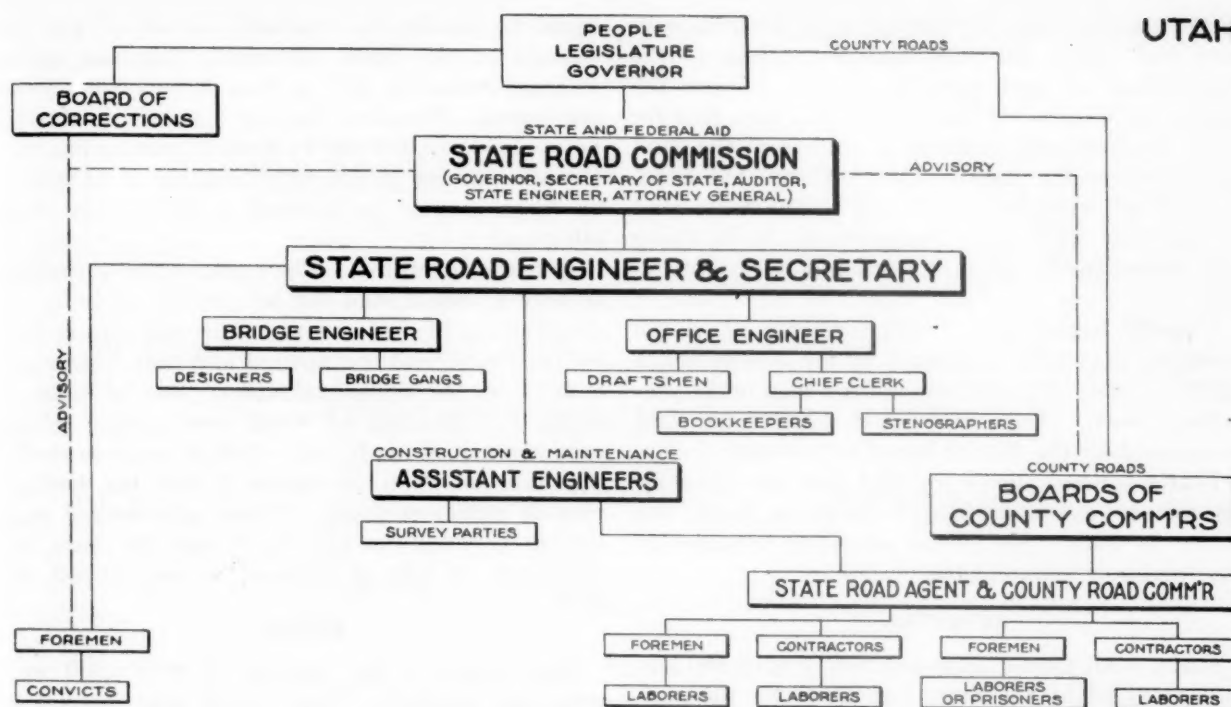 UTAH
PEOPLE
LEGISLATURE
GOVERNOR
COUNTY ROADS
BOARD OF
CORRECTIONS
STATE AND FEDERAL AID
STATE ROAD COMMISSION
(GOVERNOR, SECRETARY OF STATE, AUDITOR,
STATE ENGINEER, ATTORNEY GENERAL)
ADVISORY
STATE ROAD ENGINEER & SECRETARY
BRIDGE ENGINEER
OFFICE ENGINEER
DESIGNERS
BRIDGE GANGS
DRAFTSMEN
CHIEF CLERK
ADVISORY
BOOKKEEPERS
STENOGRAPHERS
CONSTRUCTION & MAINTENANCE
ASSISTANT ENGINEERS
COUNTY ROADS
BOARDS OF
COUNTY COMM'RS
SURVEY PARTIES
STATE ROAD AGENT & COUNTY ROAD COMM'R
FOREMEN
FOREMEN
CONTRACTORS
FOREMEN
CONTRACTORS
CONVICTS
LABORERS
LABORERS
LABORERS
OR PRISONERS
LABORERS